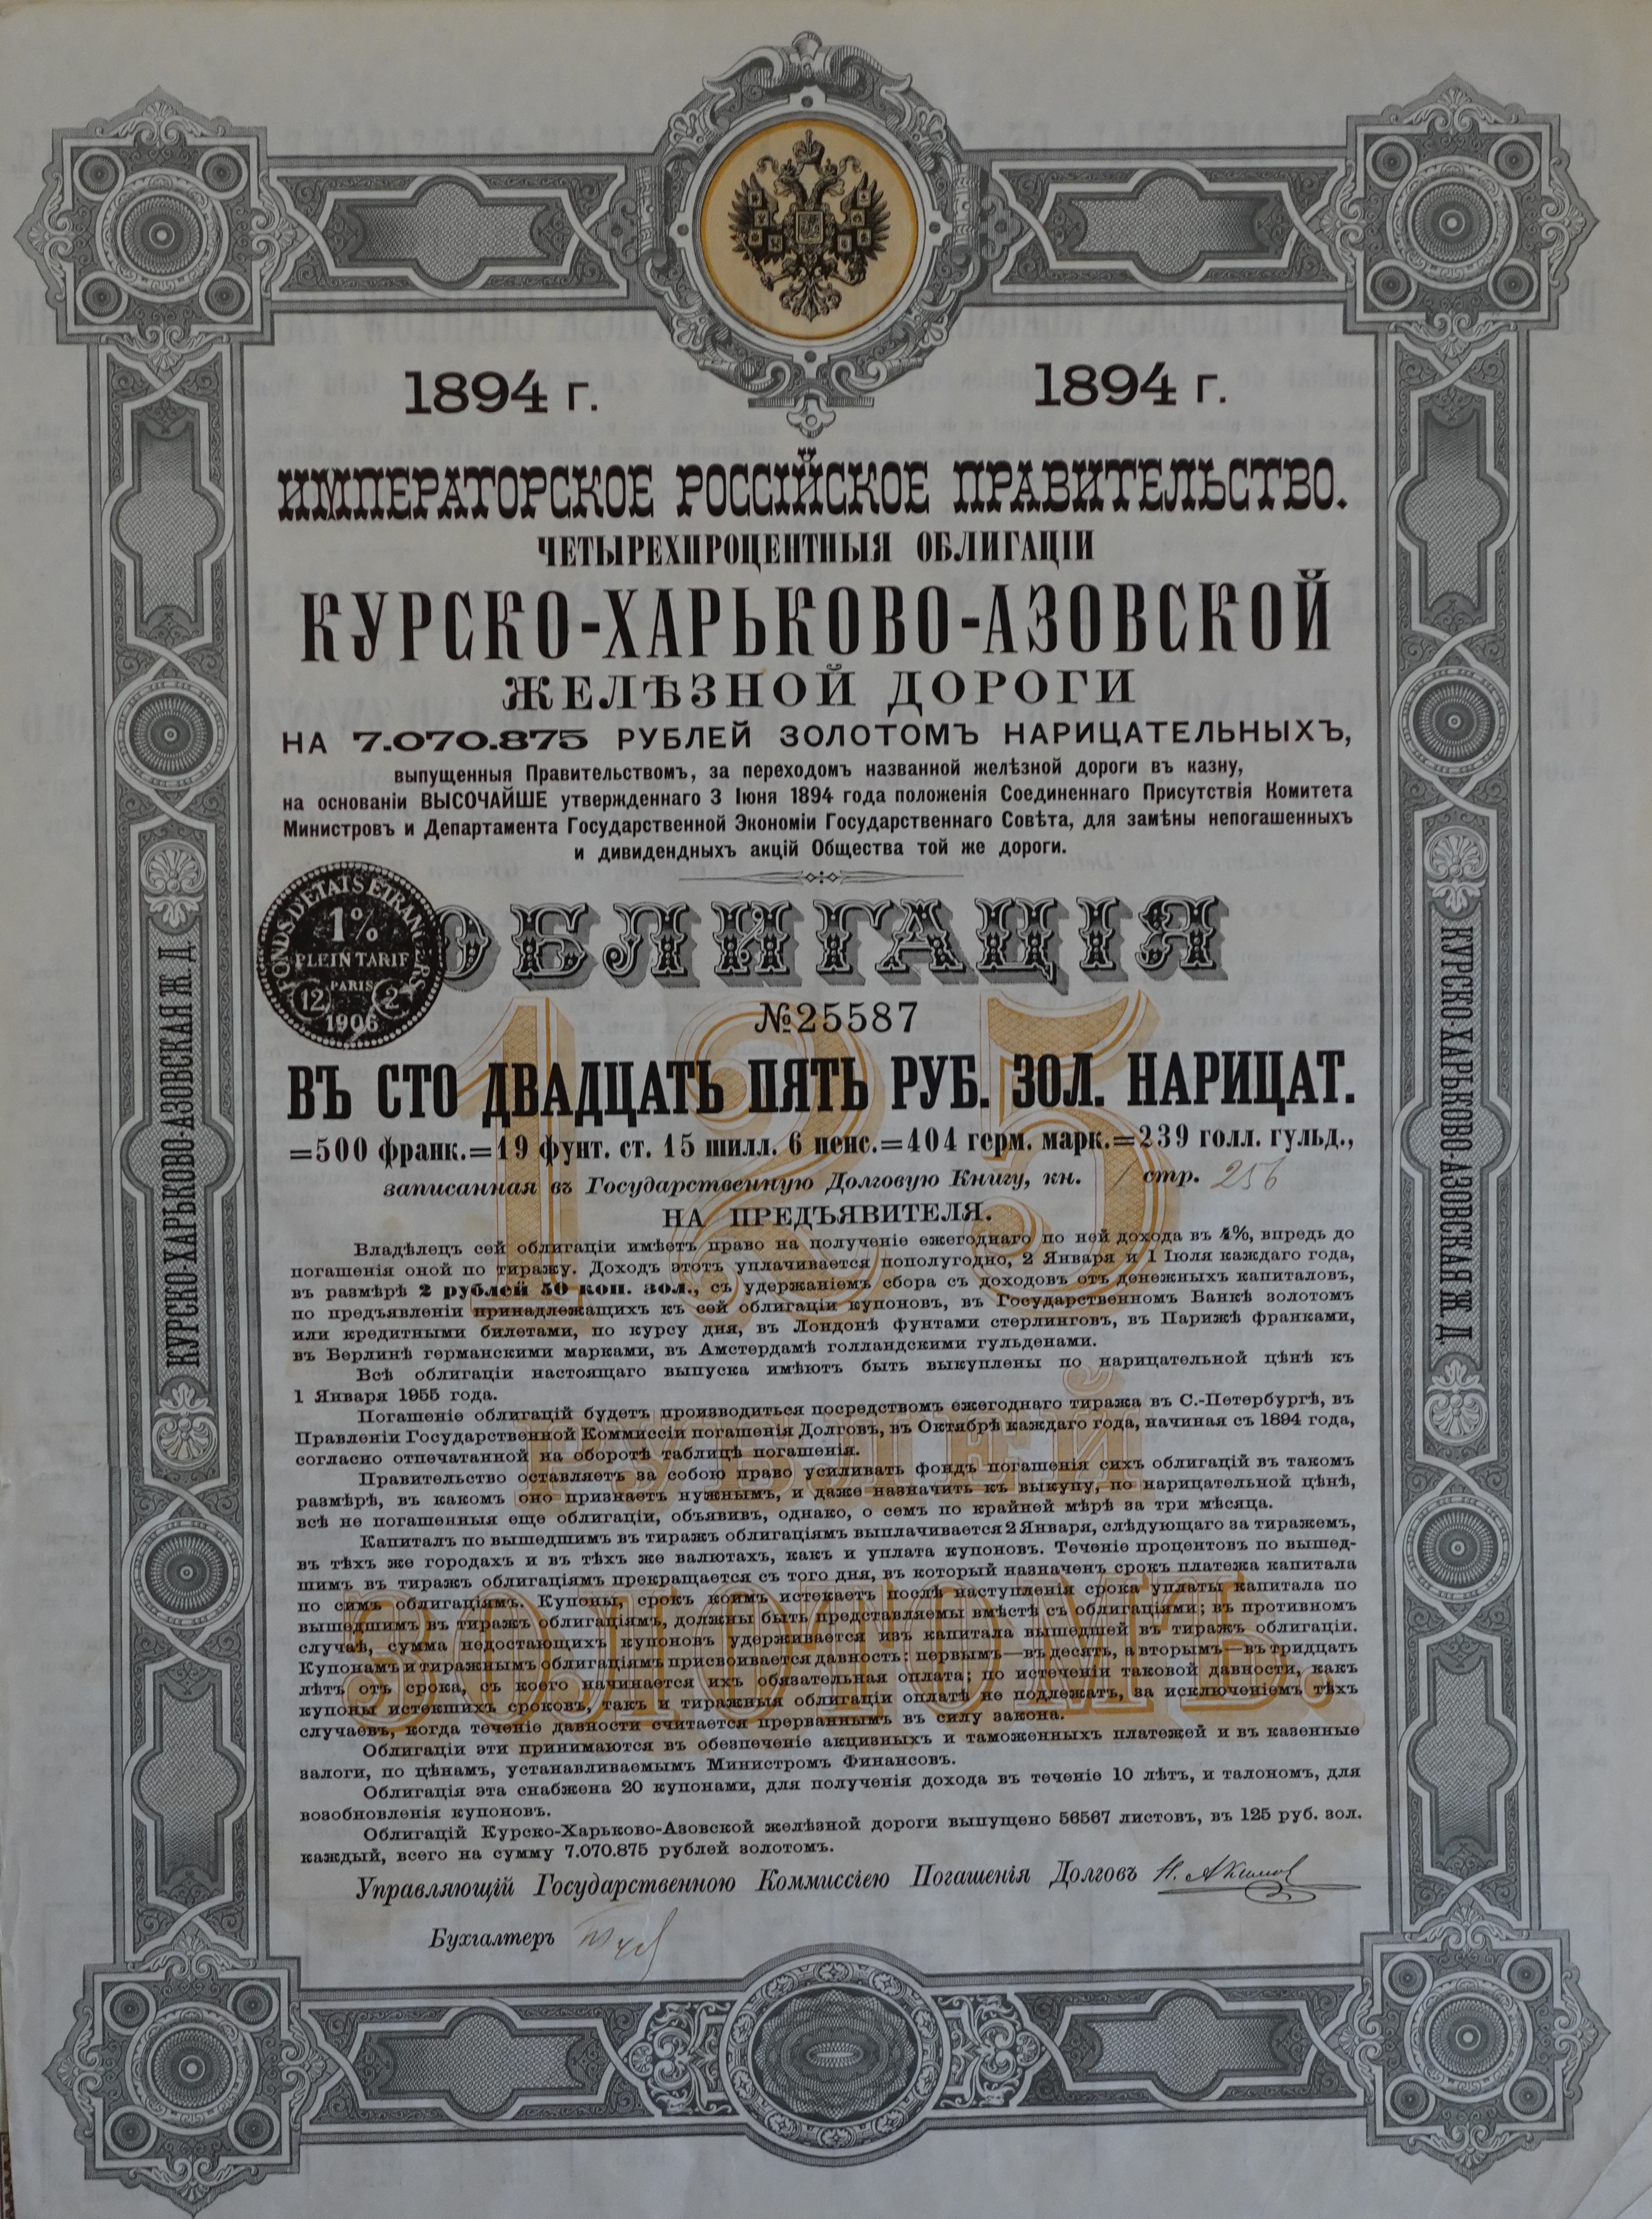 1894 г. 1894 г.
ИМПЕРАТОРСКОЕ РОССІЙСКОЕ ПРАВИТЕЛЬСТВО.
ЧЕТЫРЕХПРОЦЕНТНЫЯ ОБЛИГАЦІИ
КУРСКО-ХАРЬКОВО-АЗОВСКОЙ
ЖЕЛѢЗНОЙ ДОРОГИ
НА 7.070.875 РУБЛЕЙ ЗОЛОТОМЪ НАРИЦАТЕЛЬНЫХЪ,
выпущенныя Правительствомъ, за переходомъ названной желѣзной дороги въ казну,
на основаніи ВЫСОЧАЙШЕ утвержденнаго 3 Іюня 1894 года положенія Соединеннаго Присутствія Комитета
Министровъ и Департамента Государственной Экономіи Государственнаго Совѣта, для замѣны непогашенныхъ
и дивидендныхъ акцій Общества той же дороги.
FONDS D'ETATS ÉTRANGERS
1%
PLEIN TARIF
PARIS
12 2
1906
ОБЛИГАЦІЯ
№25587
125
ВЪ СТО ДВАДЦАТЬ ПЯТЬ РУБ. ЗОЛ. НАРИЦАТ.
=500 франк.=19 фунт. ст. 15 шилл. 6 пенс.=404 герм. марк.=239 голл. гульд.,
записанная въ Государственную Долговую Книгу, кн. 1 стр. 256
НА ПРЕДЪЯВИТЕЛЯ.
Владѣлецъ сей облигаціи имѣетъ право на полученіе ежегоднаго по ней дохода въ 4%, впредь до
погашенія оной по тиражу. Доходъ этотъ уплачивается пополугодно, 2 Января и 1 Іюля каждаго года,
въ размѣрѣ 2 рублей 50 коп. зол., съ удержаніемъ сбора съ доходовъ отъ денежныхъ капиталовъ,
по предъявленіи принадлежащихъ къ сей облигаціи купоновъ, въ Государственномъ Банкѣ золотомъ
или кредитными билетами, по курсу дня, въ Лондонѣ фунтами стерлинговъ, въ Парижѣ франками,
въ Берлинѣ германскими марками, въ Амстердамѣ голландскими гульденами.
Всѣ облигаціи настоящаго выпуска имѣютъ быть выкуплены по нарицательной цѣнѣ къ
1 Января 1955 года.
Погашеніе облигацій будетъ производиться посредствомъ ежегоднаго тиража въ С.-Петербургѣ, въ
Правленіи Государственной Коммиссіи погашенія Долговъ, въ Октябрѣ каждаго года, начиная съ 1894 года,
согласно отпечатанной на оборотѣ таблицѣ погашенія.
РУБЛЕЙ
Правительство оставляетъ за собою право усиливать фондъ погашенія сихъ облигацій въ такомъ
размѣрѣ, въ какомъ оно признаетъ нужнымъ, и даже назначить къ выкупу, по нарицательной цѣнѣ,
всѣ не погашенныя еще облигаціи, объявивъ, однако, о семъ по крайней мѣрѣ за три мѣсяца.
Капиталъ по вышедшимъ въ тиражъ облигаціямъ выплачивается 2 Января, слѣдующаго за тиражемъ,
въ тѣхъ же городахъ и въ тѣхъ же валютахъ, какъ и уплата купоновъ. Теченіе процентовъ по вышед-
шимъ въ тиражъ облигаціямъ прекращается съ того дня, въ который назначенъ срокъ платежа капитала
по симъ облигаціямъ. Купоны, срокъ коимъ истекаетъ послѣ наступленія срока уплаты капитала по
вышедшимъ въ тиражъ облигаціямъ, должны быть представляемы вмѣстѣ съ облигаціями; въ противномъ
случаѣ, сумма недостающихъ купоновъ удерживается изъ капитала вышедшей въ тиражъ облигаціи.
ЗОЛОТОМЪ.
Купонамъ и тиражнымъ облигаціямъ присвоивается давность: первымъ—въ десять, а вторымъ—въ тридцать
лѣтъ отъ срока, съ коего начинается ихъ обязательная оплата; по истеченіи таковой давности, какъ
купоны истекшихъ сроковъ, такъ и тиражныя облигаціи оплатѣ не подлежатъ, за исключеніемъ тѣхъ
случаевъ, когда теченіе давности считается прерваннымъ въ силу закона.
Облигаціи эти принимаются въ обезпеченіе акцизныхъ и таможенныхъ платежей и въ казенные
залоги, по цѣнамъ, устанавливаемымъ Министромъ Финансовъ.
Облигація эта снабжена 20 купонами, для полученія дохода въ теченіе 10 лѣтъ, и талономъ, для
возобновленія купоновъ.
Облигацій Курско-Харьково-Азовской желѣзной дороги выпущено 56567 листовъ, въ 125 руб. зол.
каждый, всего на сумму 7.070.875 рублей золотомъ.
Управляющій Государственною Коммиссіею Погашенія Долговъ Н. Акимов
Бухгалтеръ
КУРСКО-ХАРЬКОВО-АЗОВСКАЯ Ж. Д.
КУРСКО-ХАРЬКОВО-АЗОВСКАЯ Ж. Д.